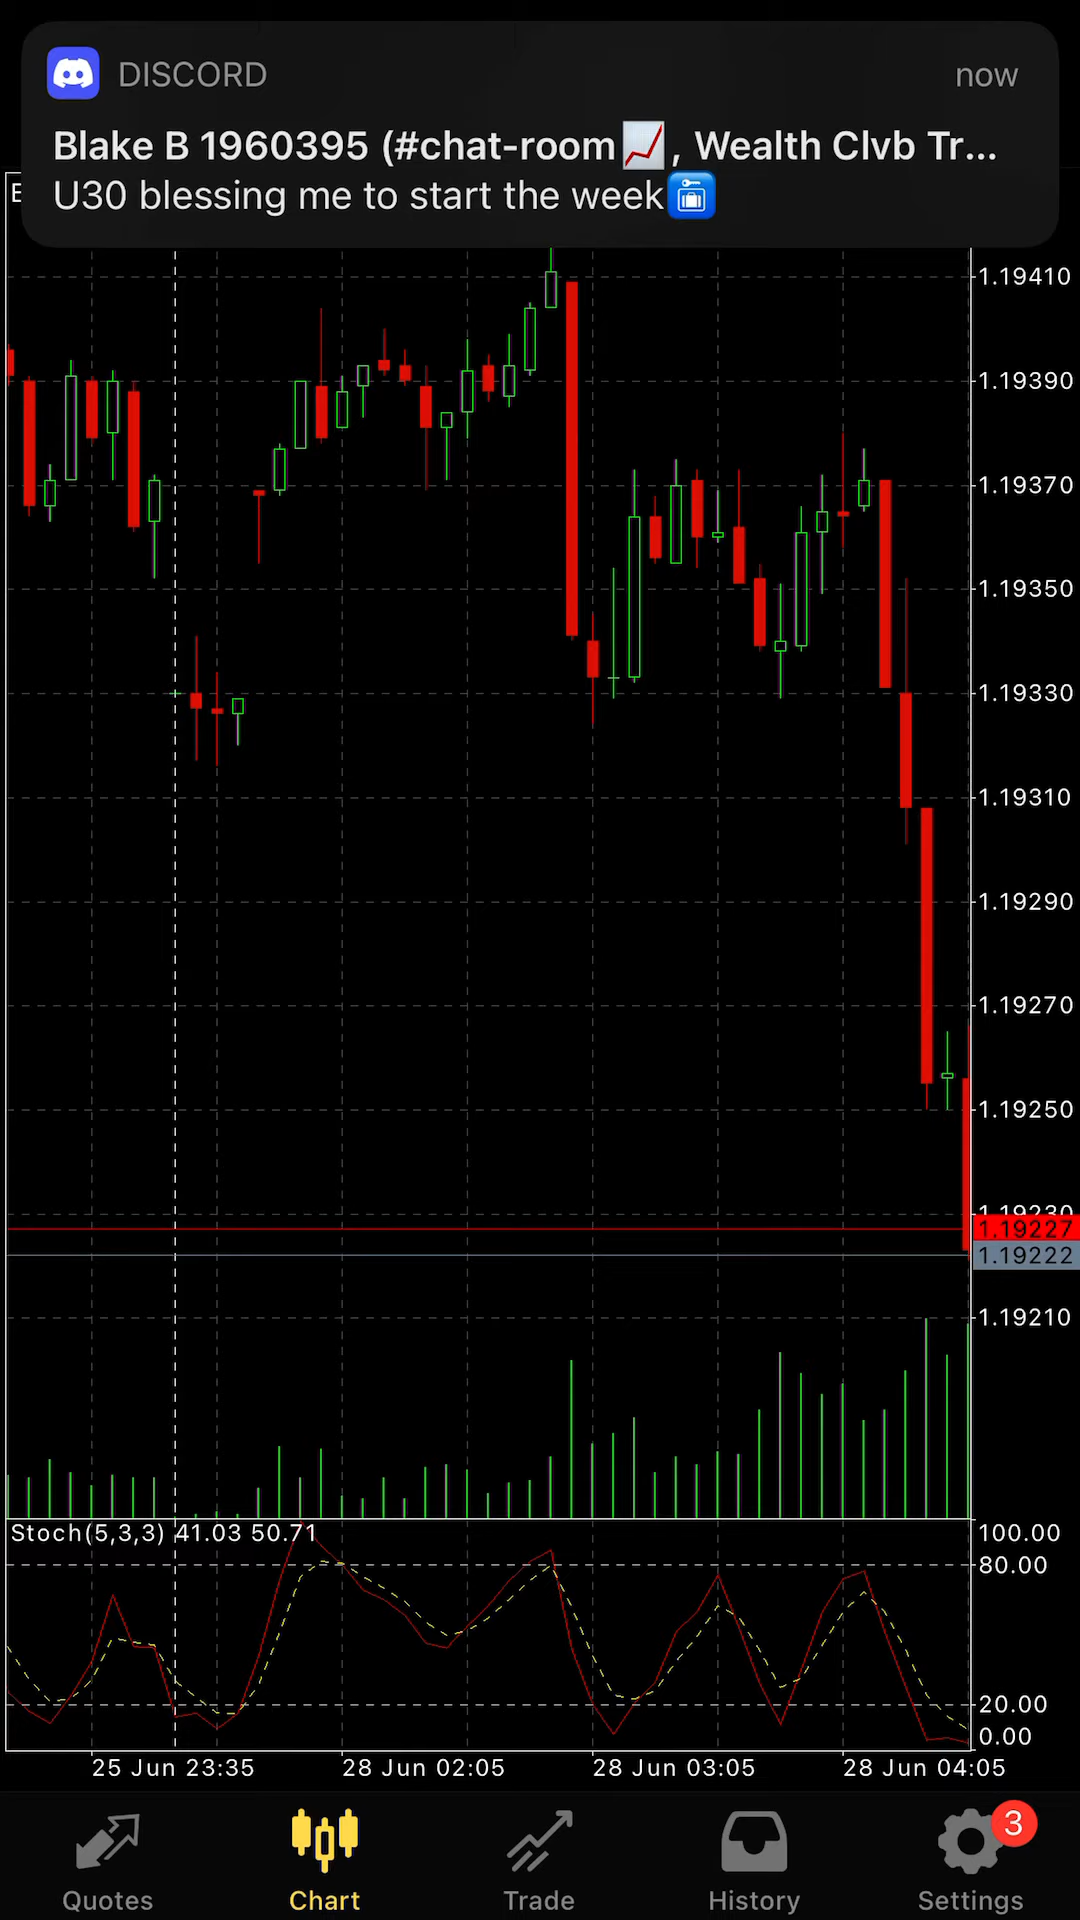 DISCORD now
Blake B 1960395 (#chat-room📈, Wealth Clvb Tr...
U30 blessing me to start the week🛅
E
1.19410
1.19390
1.19370
1.19350
1.19330
1.19310
1.19290
1.19270
1.19250
1.19230
1.19227
1.19222
1.19210
Stoch(5,3,3) 41.03 50.71
100.00
80.00
20.00
0.00
25 Jun 23:35 28 Jun 02:05 28 Jun 03:05 28 Jun 04:05
3
Quotes Chart Trade History Settings